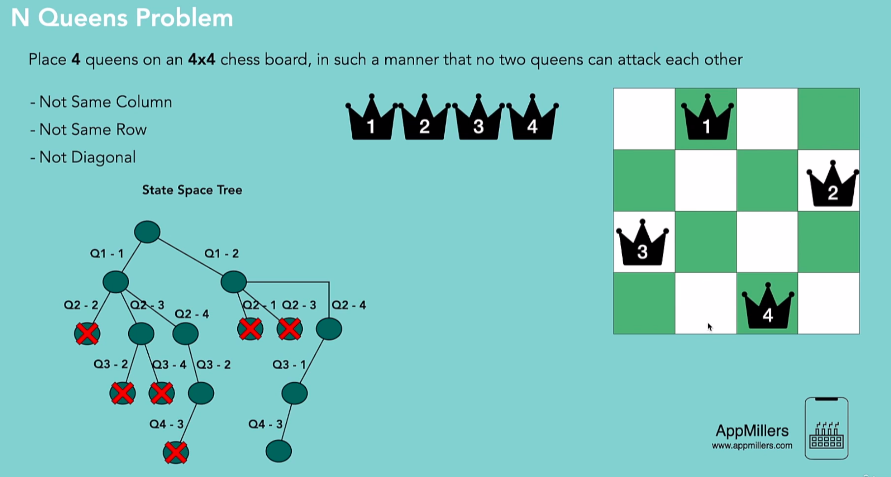 N Queens Problem
Place 4 queens on an 4x4 chess board, in such a manner that no two queens can attack each other
- Not Same Column
- Not Same Row
- Not Diagonal
1 2 3 4
State Space Tree
Q1 - 1 Q1 - 2
Q2 - 2 Q2 - 3 Q2 - 4 Q2 - 1 Q2 - 3 Q2 - 4
Q3 - 2 Q3 - 4 Q3 - 2 Q3 - 1
Q4 - 3 Q4 - 3
1
2
3
4
AppMillers
www.appmillers.com